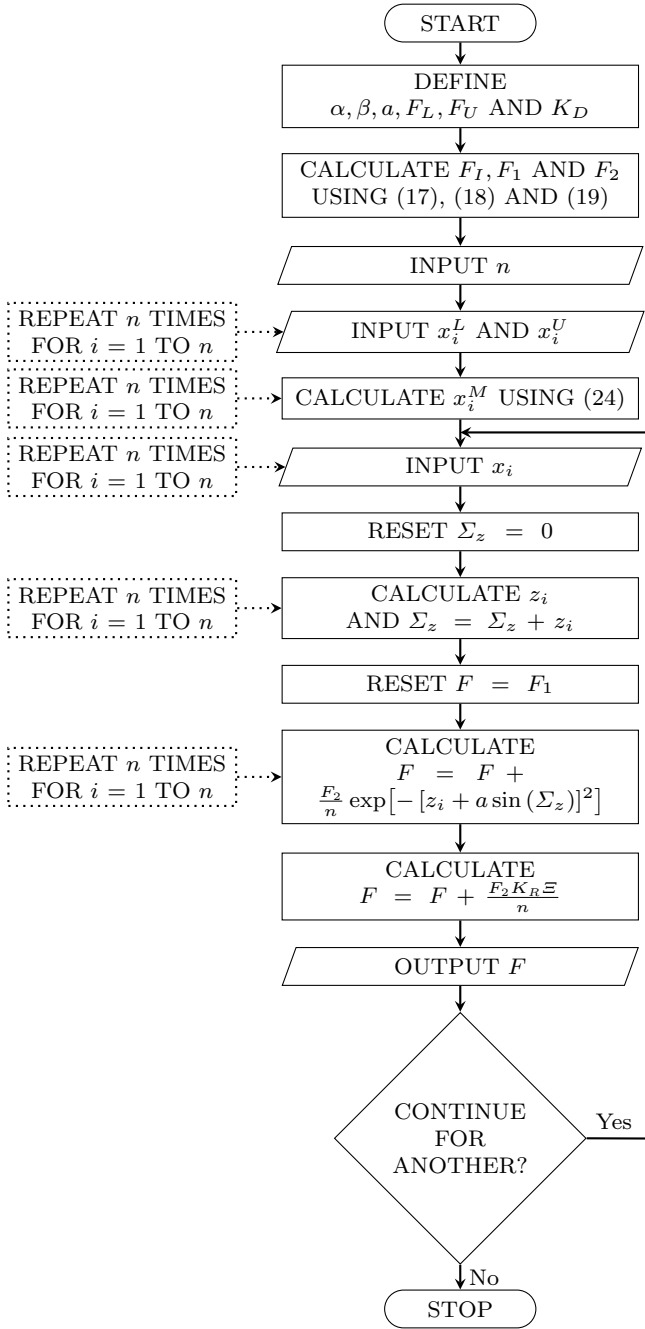 START
DEFINE
α, β, a, F_L, F_U AND K_D
CALCULATE F_I, F_1 AND F_2
USING (17), (18) AND (19)
INPUT n
REPEAT n TIMES
FOR i = 1 TO n
INPUT x_i^L AND x_i^U
REPEAT n TIMES
FOR i = 1 TO n
CALCULATE x_i^M USING (24)
REPEAT n TIMES
FOR i = 1 TO n
INPUT x_i
RESET Σ_z = 0
REPEAT n TIMES
FOR i = 1 TO n
CALCULATE z_i
AND Σ_z = Σ_z + z_i
RESET F = F_1
REPEAT n TIMES
FOR i = 1 TO n
CALCULATE
F = F +
F_2/n exp[−[z_i + a sin (Σ_z)]^2]
CALCULATE
F = F + F_2 K_R Ξ/n
OUTPUT F
CONTINUE
FOR
ANOTHER?
Yes
No
STOP